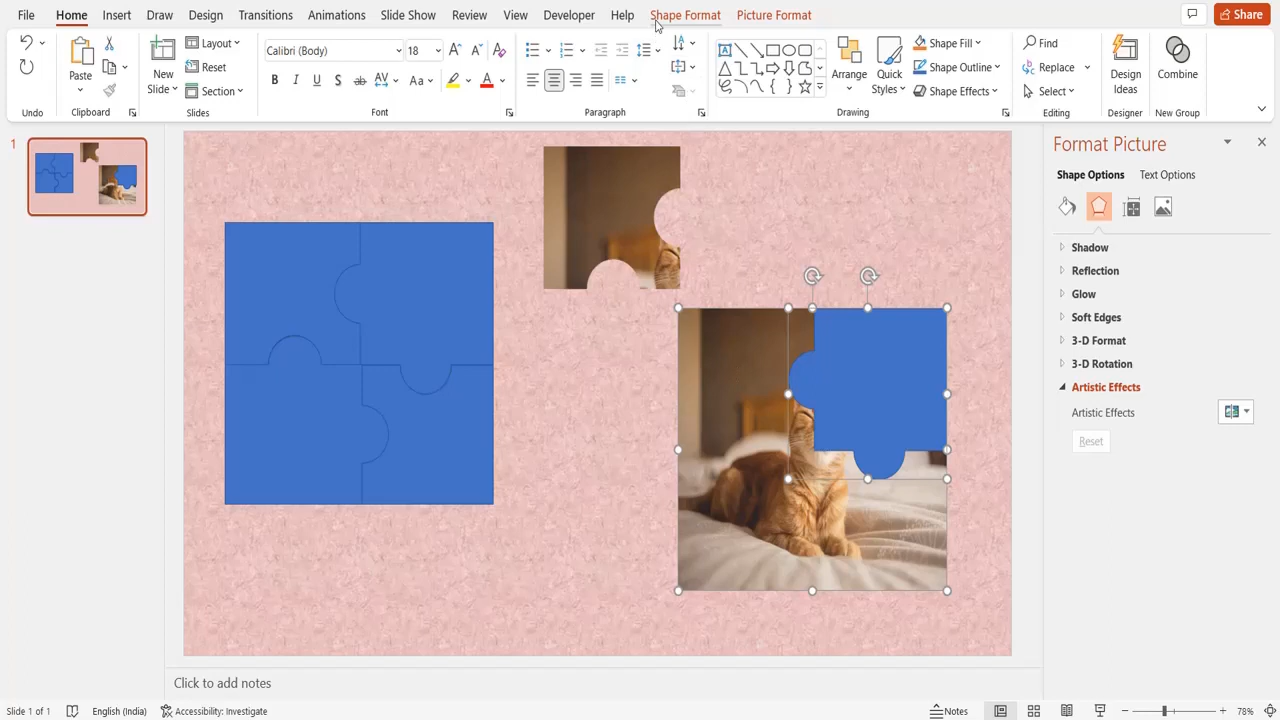 File Home Insert Draw Design Transitions Animations Slide Show Review View Developer Help Shape Format Picture Format Share
Paste
New
Slide
Layout
Reset
Section
Calibri (Body) 18
Aa
Arrange
Quick
Styles
Shape Fill
Shape Outline
Shape Effects
Find
Replace
Select
Design
Ideas
Combine
Undo Clipboard Slides Font Paragraph Drawing Editing Designer New Group
1
Format Picture
Shape Options Text Options
Shadow
Reflection
Glow
Soft Edges
3-D Format
3-D Rotation
Artistic Effects
Artistic Effects
Reset
Click to add notes
Slide 1 of 1 English (India) Accessibility: Investigate Notes 78%